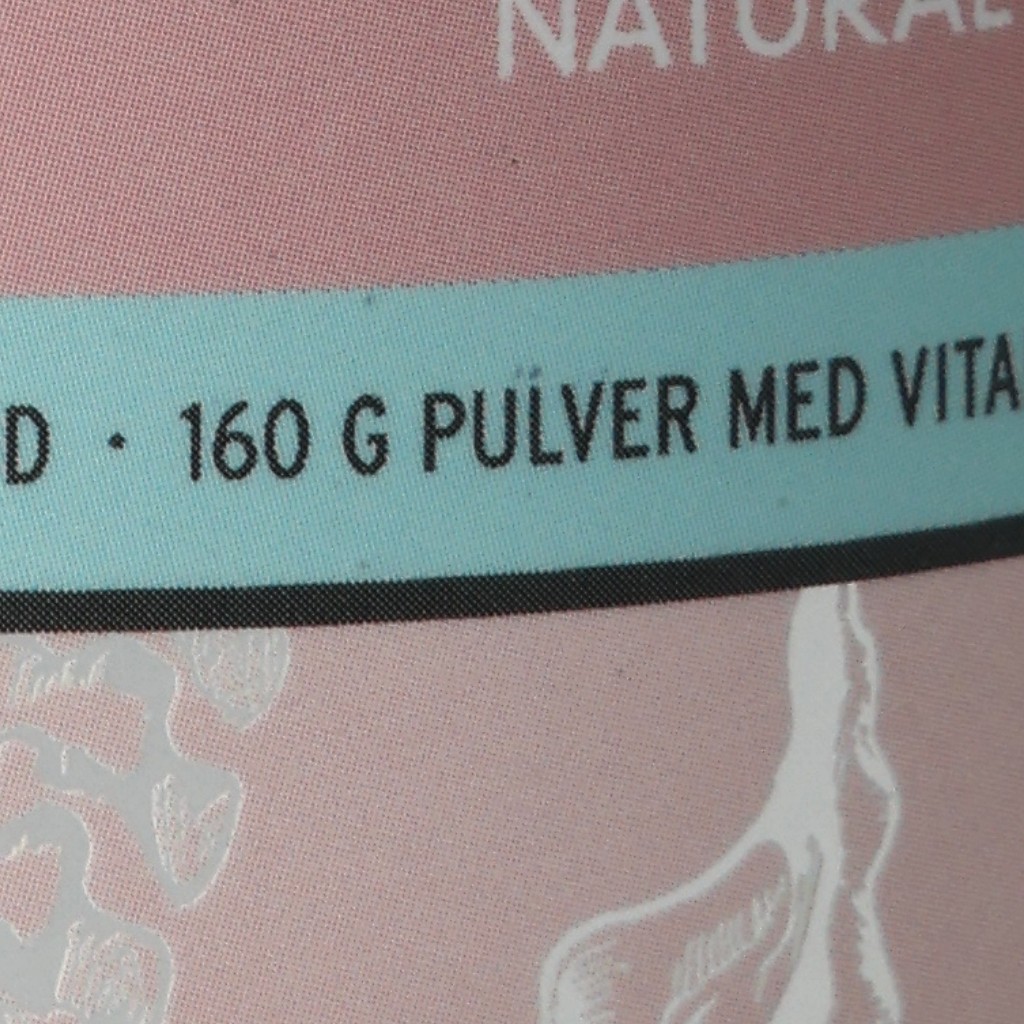 NATURAL
D · 160 G PULVER MED VITA